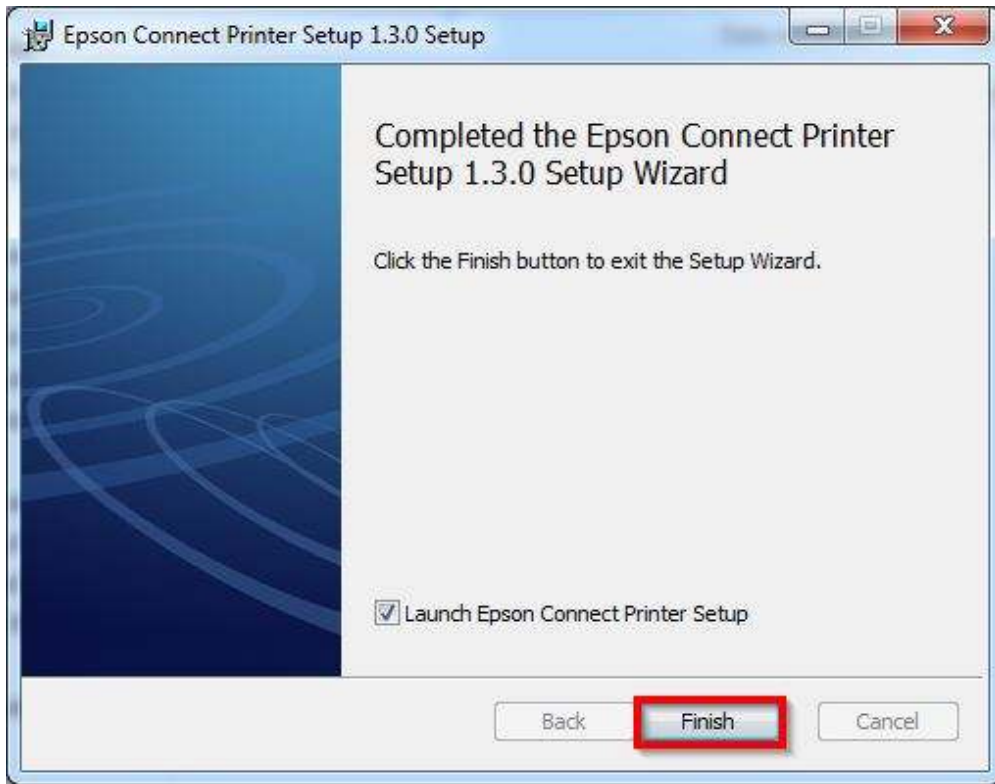 Epson Connect Printer Setup 1.3.0 Setup
Completed the Epson Connect Printer
Setup 1.3.0 Setup Wizard
Click the Finish button to exit the Setup Wizard.
Launch Epson Connect Printer Setup
Back Finish Cancel